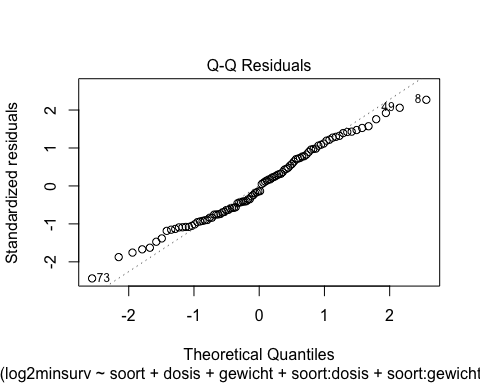 Q-Q Residuals
Standardized residuals
2
1
0
-1
-2
49
8
73
-2 -1 0 1 2
Theoretical Quantiles
(log2minsurv ~ soort + dosis + gewicht + soort:dosis + soort:gewicht